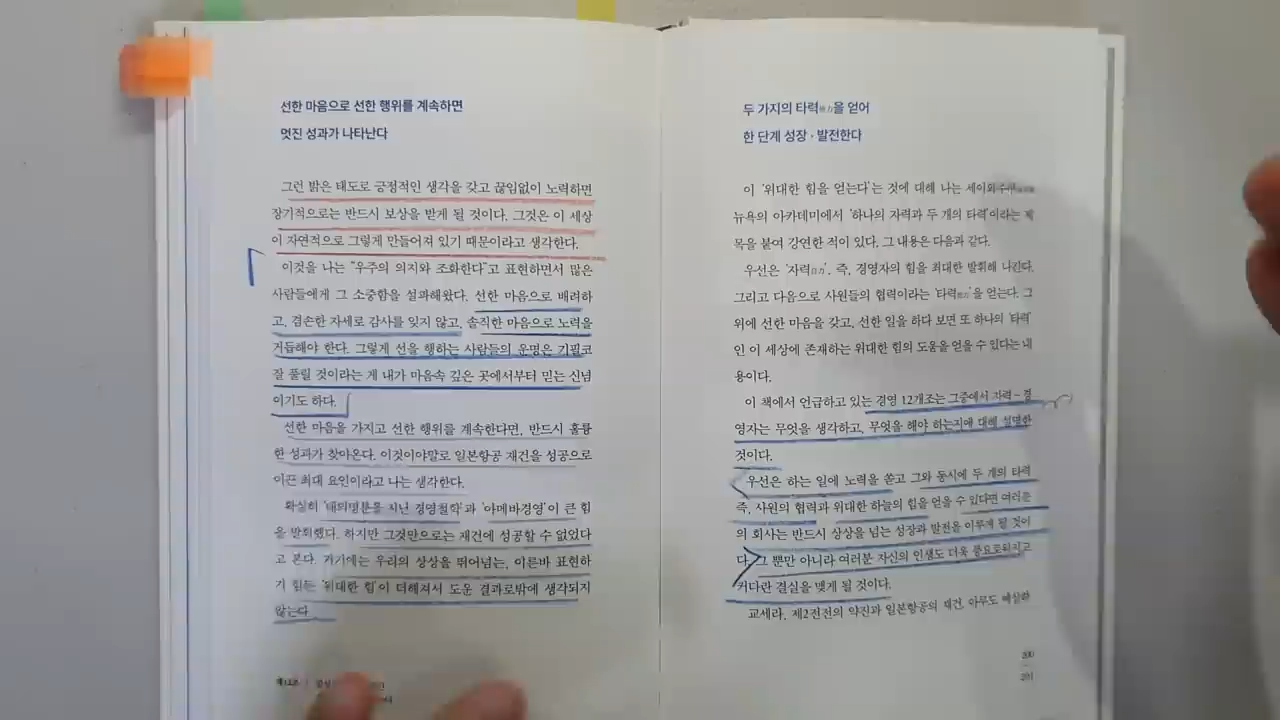 선한 마음으로 선한 행위를 계속하면
멋진 성과가 나타난다
그런 밝은 태도로 긍정적인 생각을 갖고 끊임없이 노력하면
장기적으로는 반드시 보상을 받게 될 것이다. 그것은 이 세상
이 자연적으로 그렇게 만들어져 있기 때문이라고 생각한다.
이것을 나는 "우주의 의지와 조화한다"고 표현하면서 많은
사람들에게 그 소중함을 설파해왔다. 선한 마음으로 배려하
고, 겸손한 자세로 감사를 잊지 않고, 솔직한 마음으로 노력을
거듭해야 한다. 그렇게 선을 행하는 사람들의 운명은 기필코
잘 풀릴 것이라는 게 내가 마음속 깊은 곳에서부터 믿는 신념
이기도 하다.
선한 마음을 가지고 선한 행위를 계속한다면, 반드시 훌륭
한 성과가 찾아온다. 이것이야말로 일본항공 재건을 성공으로
이끈 최대 요인이라고 나는 생각한다.
확실히 '대의명분을 지닌 경영철학'과 '아메바경영'이 큰 힘
을 발휘했다. 하지만 그것만으로는 재건에 성공할 수 없었다
고 본다. 거기에는 우리의 상상을 뛰어넘는, 이른바 표현하
기 힘든 '위대한 힘'이 더해져서 도운 결과로밖에 생각되지
않는다.
두 가지의 타력他力을 얻어
한 단계 성장·발전한다
이 '위대한 힘을 얻는다'는 것에 대해 나는 세이와주쿠
뉴욕의 아카데미에서 '하나의 자력과 두 개의 타력'이라는 제
목을 붙여 강연한 적이 있다. 그 내용은 다음과 같다.
우선은 '자력自力', 즉, 경영자의 힘을 최대한 발휘해 나간다.
그리고 다음으로 사원들의 협력이라는 '타력他力'을 얻는다. 그
위에 선한 마음을 갖고, 선한 일을 하다 보면 또 하나의 '타력'
인 이 세상에 존재하는 위대한 힘의 도움을 얻을 수 있다는 내
용이다.
이 책에서 언급하고 있는 경영 12개조는 그중에서 자력-경
영자는 무엇을 생각하고, 무엇을 해야 하는지에 대해 설명한
것이다.
우선은 하는 일에 노력을 쏟고 그와 동시에 두 개의 타력
즉, 사원의 협력과 위대한 하늘의 힘을 얻을 수 있다면 여러분
의 회사는 반드시 상상을 넘는 성장과 발전을 이루게 될 것이
다. 그 뿐만 아니라 여러분 자신의 인생도 더욱 풍요로워지고
커다란 결실을 맺게 될 것이다.
교세라, 제2전전의 약진과 일본항공의 재건, 아무도 예상하
200
201